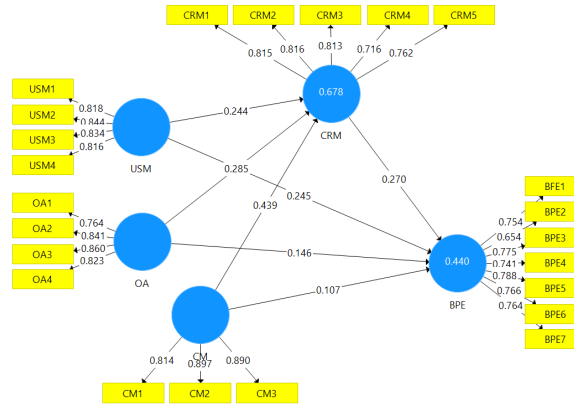 CRM1 CRM2 CRM3 CRM4 CRM5
0.815 0.816 0.813 0.716 0.762
0.678
CRM
USM1
USM2
USM3
USM4
0.818
0.844
0.834
0.816
USM
0.244
0.285
0.439
0.245
0.270
OA1
OA2
OA3
OA4
0.764
0.841
0.860
0.823
OA
0.146
0.107
0.440
BPE
BFE1
BPE2
BPE3
BPE4
BPE5
BPE6
BPE7
0.754
0.654
0.775
0.741
0.788
0.766
0.764
CM
0.814 0.897 0.890
CM1 CM2 CM3